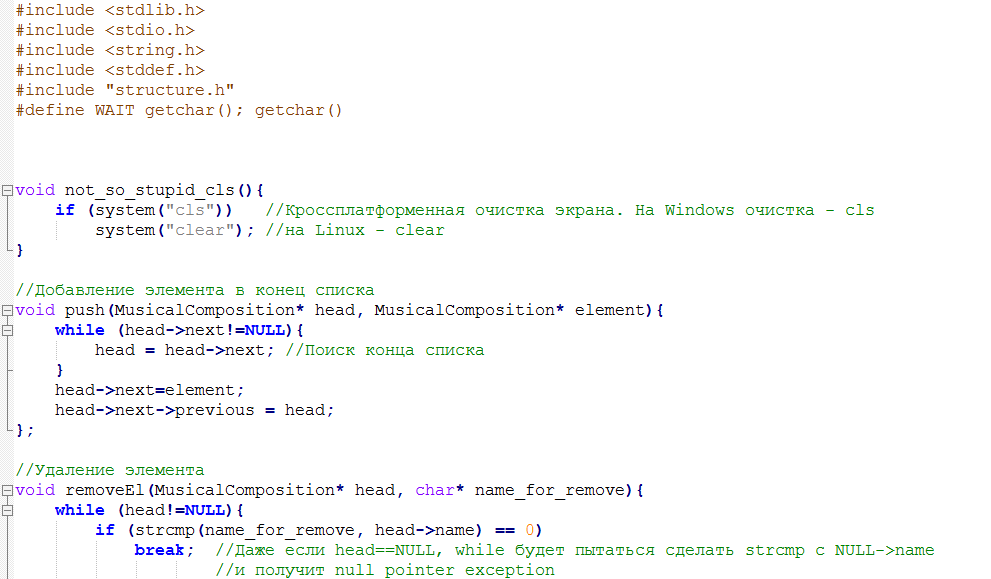 #include <stdlib.h>
#include <stdio.h>
#include <string.h>
#include <stddef.h>
#include "structure.h"
#define WAIT getchar(); getchar()
void not_so_stupid_cls(){
if (system("cls")) //Кроссплатформенная очистка экрана. На Windows очистка - cls
system("clear"); //на Linux - clear
}
//Добавление элемента в конец списка
void push(MusicalComposition* head, MusicalComposition* element){
while (head->next!=NULL){
head = head->next; //Поиск конца списка
}
head->next=element;
head->next->previous = head;
};
//Удаление элемента
void removeEl(MusicalComposition* head, char* name_for_remove){
while (head!=NULL){
if (strcmp(name_for_remove, head->name) == 0)
break; //Даже если head==NULL, while будет пытаться сделать strcmp с NULL->name
//и получит null pointer exception